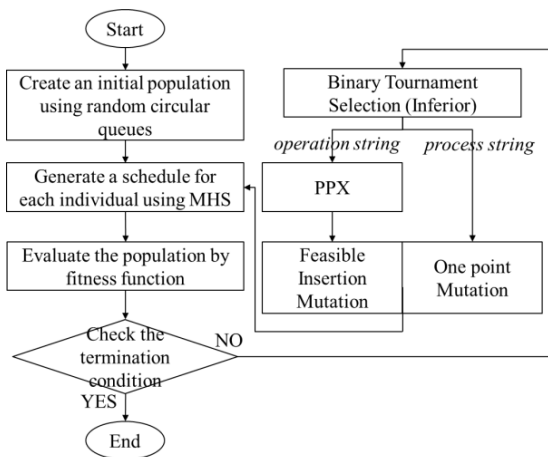 Start
Create an initial population
using random circular
queues
Generate a schedule for
each individual using MHS
Evaluate the population by
fitness function
Check the
termination
condition
NO
YES
End
Binary Tournament
Selection (Inferior)
operation string
process string
PPX
Feasible
Insertion
Mutation
One point
Mutation